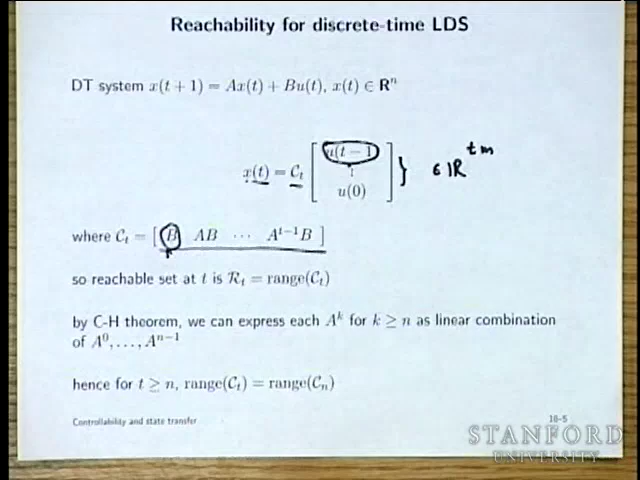 Reachability for discrete-time LDS
DT system x(t + 1) = Ax(t) + Bu(t), x(t) ∈ R^n
x(t) = C_t [ u(t − 1) ⋮ u(0) ] } ∈ ℝ^{tm}
where C_t = [ B AB ⋯ A^{t−1}B ]
so reachable set at t is R_t = range(C_t)
by C-H theorem, we can express each A^k for k ≥ n as linear combination
of A^0, . . . , A^{n−1}
hence for t ≥ n, range(C_t) = range(C_n)
Controllability and state transfer
18-5
STANFORD
UNIVERSITY